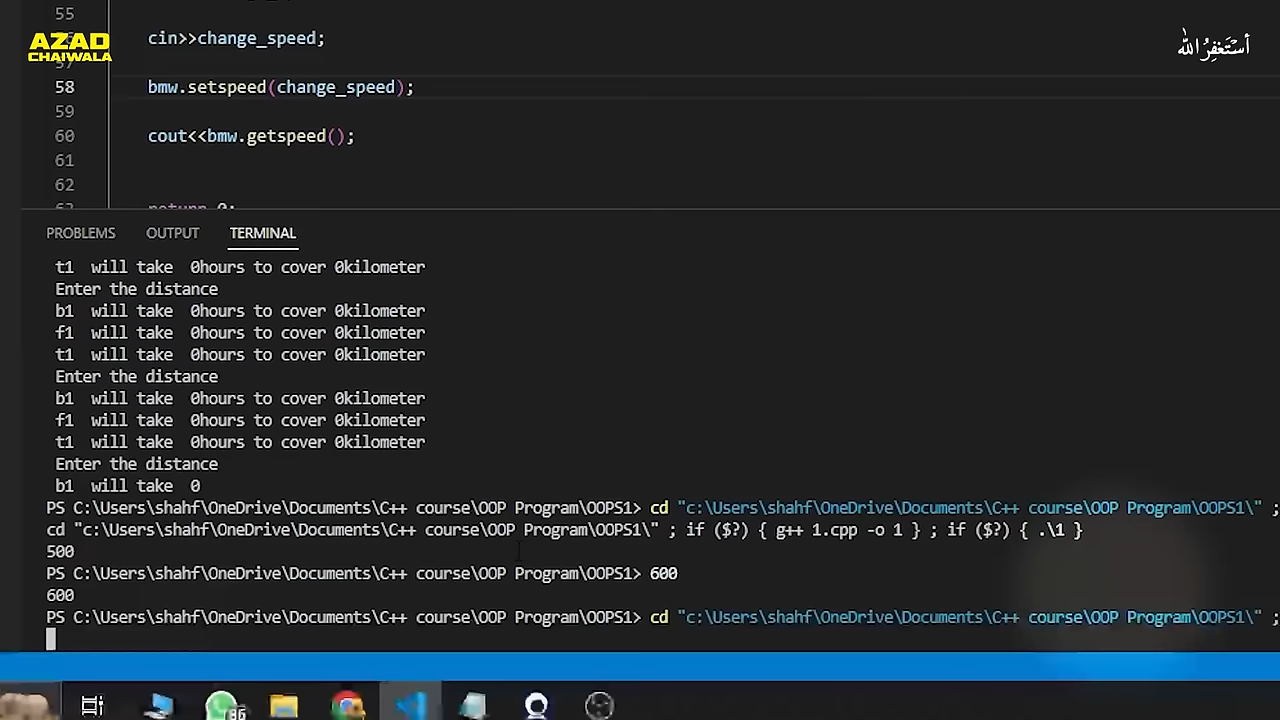 55
cin>>change_speed;
AZAD
CHAIWALA
أستغفر الله
57
58 bmw.setspeed(change_speed);
59
60 cout<<bmw.getspeed();
61
62
63 return 0;
PROBLEMS OUTPUT TERMINAL
t1 will take 0hours to cover 0kilometer
Enter the distance
b1 will take 0hours to cover 0kilometer
f1 will take 0hours to cover 0kilometer
t1 will take 0hours to cover 0kilometer
Enter the distance
b1 will take 0hours to cover 0kilometer
f1 will take 0hours to cover 0kilometer
t1 will take 0hours to cover 0kilometer
Enter the distance
b1 will take 0
PS C:\Users\shahf\OneDrive\Documents\C++ course\OOP Program\OOPS1> cd "c:\Users\shahf\OneDrive\Documents\C++ course\OOP Program\OOPS1\" ;
cd "c:\Users\shahf\OneDrive\Documents\C++ course\OOP Program\OOPS1\" ; if ($?) { g++ 1.cpp -o 1 } ; if ($?) { .\1 }
500
PS C:\Users\shahf\OneDrive\Documents\C++ course\OOP Program\OOPS1> 600
600
PS C:\Users\shahf\OneDrive\Documents\C++ course\OOP Program\OOPS1> cd "c:\Users\shahf\OneDrive\Documents\C++ course\OOP Program\OOPS1\" ;